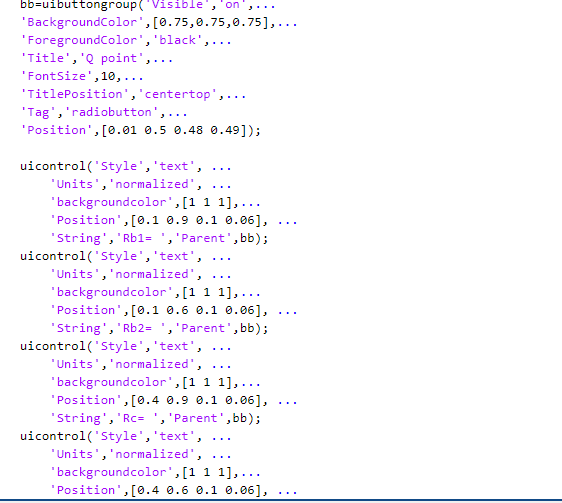 bb=uibuttongroup('Visible','on',...
'BackgroundColor',[0.75,0.75,0.75],...
'ForegroundColor','black',...
'Title','Q point',...
'FontSize',10,...
'TitlePosition','centertop',...
'Tag','radiobutton',...
'Position',[0.01 0.5 0.48 0.49]);
uicontrol('Style','text', ...
'Units','normalized', ...
'backgroundcolor',[1 1 1],...
'Position',[0.1 0.9 0.1 0.06], ...
'String','Rb1= ','Parent',bb);
uicontrol('Style','text', ...
'Units','normalized', ...
'backgroundcolor',[1 1 1],...
'Position',[0.1 0.6 0.1 0.06], ...
'String','Rb2= ','Parent',bb);
uicontrol('Style','text', ...
'Units','normalized', ...
'backgroundcolor',[1 1 1],...
'Position',[0.4 0.9 0.1 0.06], ...
'String','Rc= ','Parent',bb);
uicontrol('Style','text', ...
'Units','normalized', ...
'backgroundcolor',[1 1 1],...
'Position',[0.4 0.6 0.1 0.06], ...